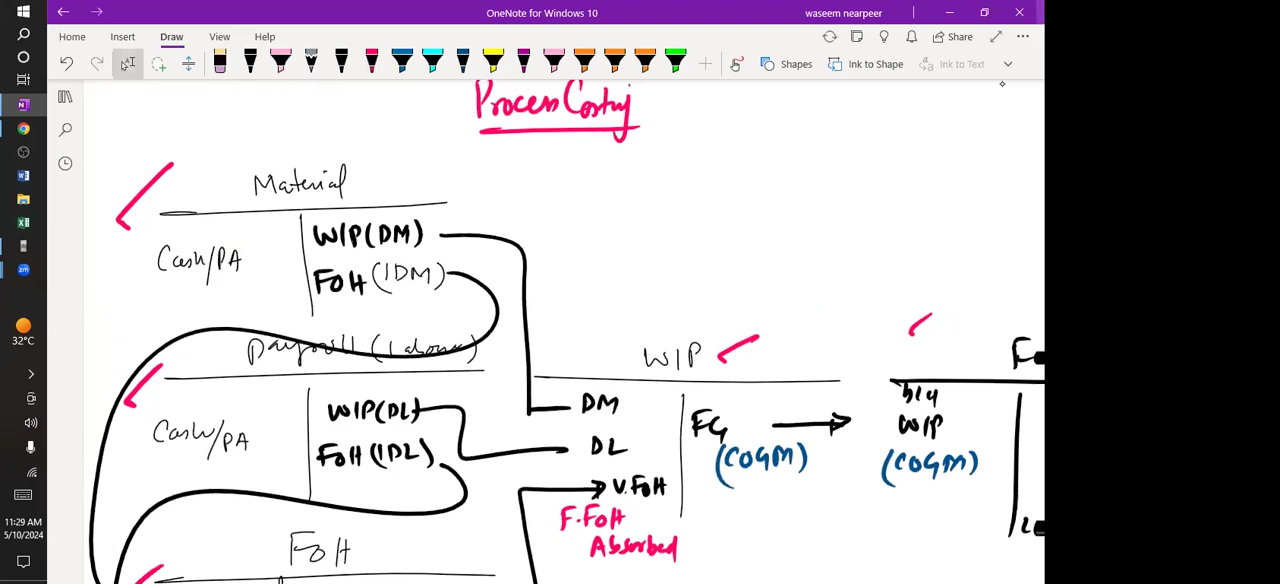 OneNote for Windows 10
waseem nearpeer
Home Insert Draw View Help
Share
Shapes
Ink to Shape
Ink to Text
Process Costing
Material
Cash/PA
WIP (DM)
FOH (IDM)
Payroll (Labour)
Cash/PA
WIP (DL)
FOH (IDL)
WIP
DM
DL
V.FOH
F.FOH
Absorbed
FG
(COGM)
WIP
(COGM)
FOH
32°C
11:29 AM
5/10/2024